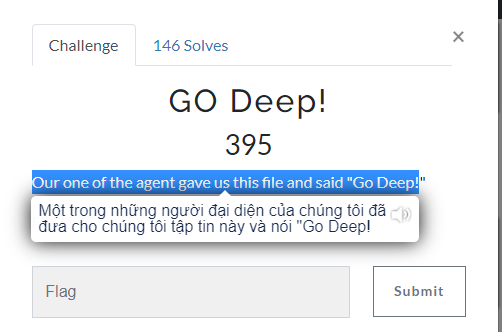 Challenge
146 Solves
×
GO Deep!
395
Our one of the agent gave us this file and said "Go Deep!"
Một trong những người đại diện của chúng tôi đã
đưa cho chúng tôi tập tin này và nói "Go Deep!
Flag
Submit